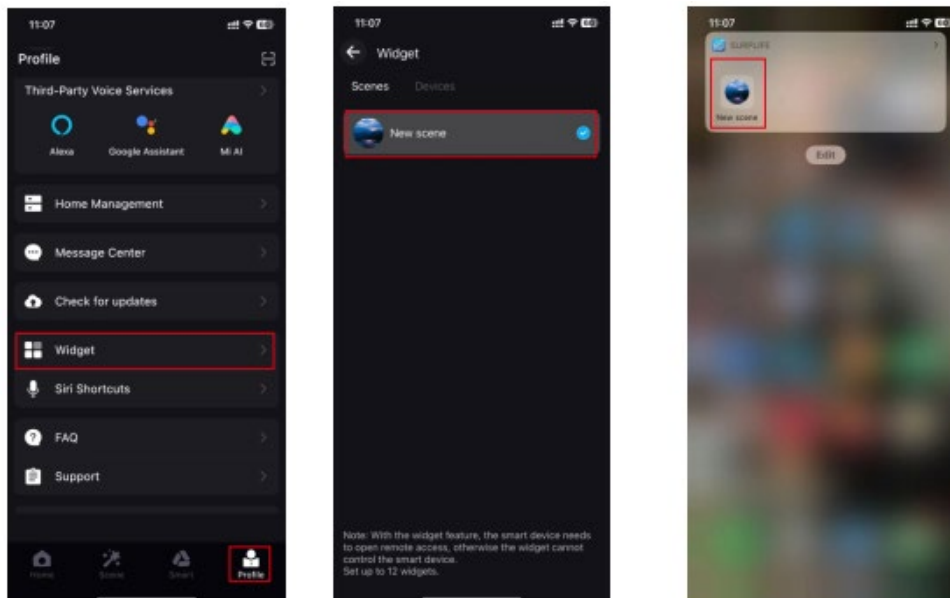 11:07
Profile
Third-Party Voice Services
Alexa
Google Assistant
Mi AI
Home Management
Message Center
Check for updates
Widget
Siri Shortcuts
FAQ
Support
Home
Scene
Smart
Profile
11:07
Widget
Scenes
Devices
New scene
Note: With the widget feature, the smart device needs
to open remote access, otherwise the widget cannot
control the smart device.
Set up to 12 widgets.
11:07
SURPLIFE
New scene
Edit